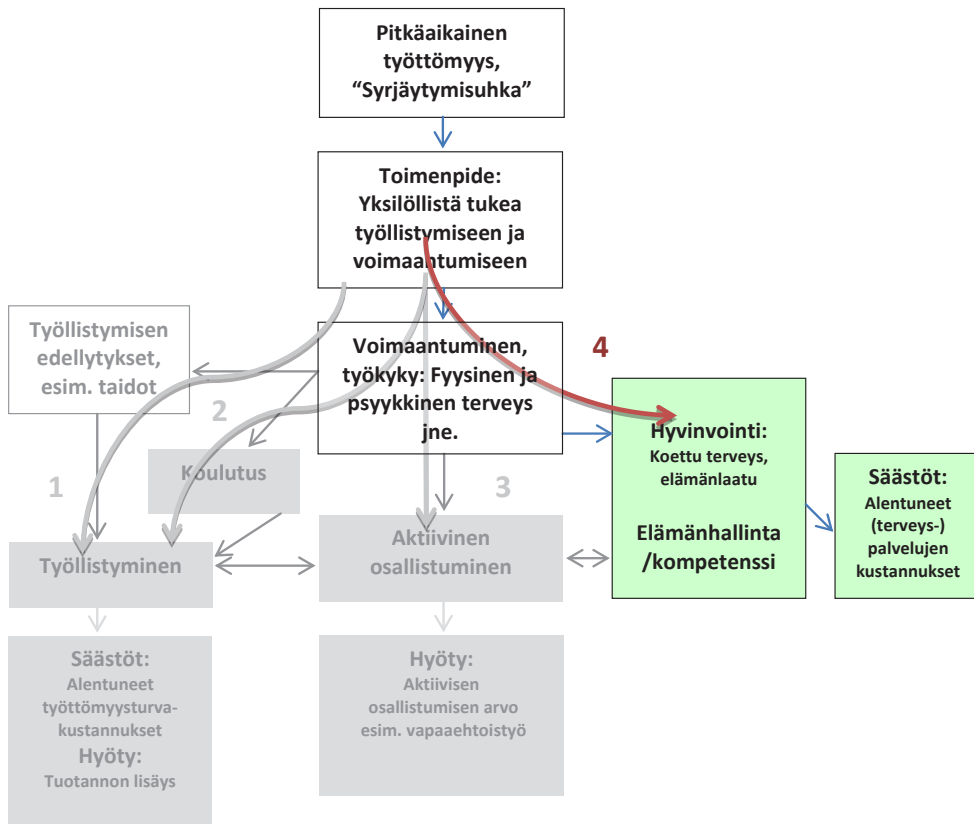 Pitkäaikainen
työttömyys,
“Syrjäytymisuhka”
Toimenpide:
Yksilöllistä tukea
työllistymiseen ja
voimaantumiseen
Työllistymisen
edellytykset,
esim. taidot
Voimaantuminen,
työkyky: Fyysinen ja
psyykkinen terveys
jne.
4
2
Hyvinvointi:
Koettu terveys,
elämänlaatu
Elämänhallinta
/kompetenssi
Koulutus
1
3
Säästöt:
Alentuneet
(terveys-)
palvelujen
kustannukset
Työllistyminen
Aktiivinen
osallistuminen
Säästöt:
Alentuneet
työttömyysturva-
kustannukset
Hyöty:
Tuotannon lisäys
Hyöty:
Aktiivisen
osallistumisen arvo
esim. vapaaehtoistyö